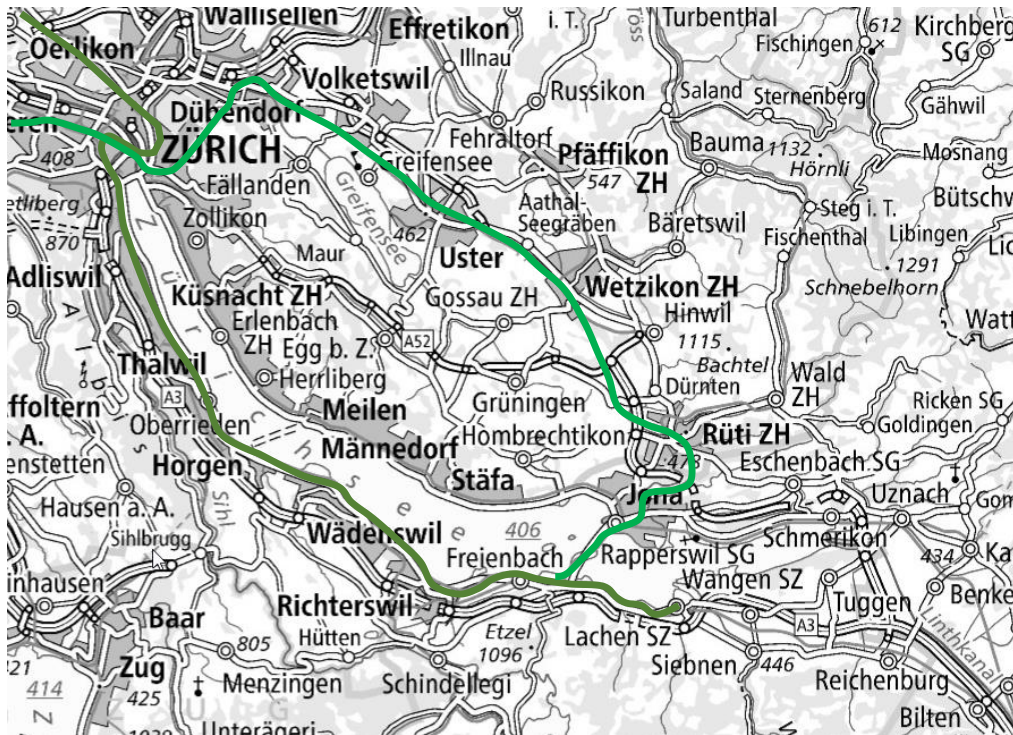 Wallisellen
Effretikon
i. T.
Turbenthal
612
Kirchberg
SG
Oerlikon
Illnau
Fischingen
Volketswil
Russikon
Saland
Sternenberg
Gähwil
Dübendorf
Fehraltorf
ZÜRICH
Greifensee
Pfäffikon
ZH
547
Bauma
1132
Hörnli
Mosnang
408
Fällanden
Greifensee
Aathal-
Seegräben
Bütschw
Zollikon
462
Bäretswil
Steg i. T.
870
Maur
Uster
Fischenthal
Libingen
Adliswil
Küsnacht ZH
Gossau ZH
Wetzikon ZH
1291
Schnebelhorn
Erlenbach
ZH
Egg b. Z.
A52
Hinwil
1115
Bachtel
Watt
Thalwil
Herrliberg
Dürnten
Wald
ZH
A3
Grüningen
Oberrieden
Meilen
Ricken SG
Goldingen
Männedorf
Hombrechtikon
Rüti ZH
Horgen
Stäfa
Eschenbach SG
Uznach
Hausen a. A.
Sihl
Jona
Sihlbrugg
Wädenswil
406
Freienbach
Rapperswil SG
Schmerikon
434
Wangen SZ
Benke
Baar
Richterswil
Tuggen
Hütten
Etzel
1096
Lachen SZ
A3
Linthkanal
805
Zug
425
Menzingen
Schindellegi
Siebnen
446
Reichenburg
414
Unterägeri
Bilten